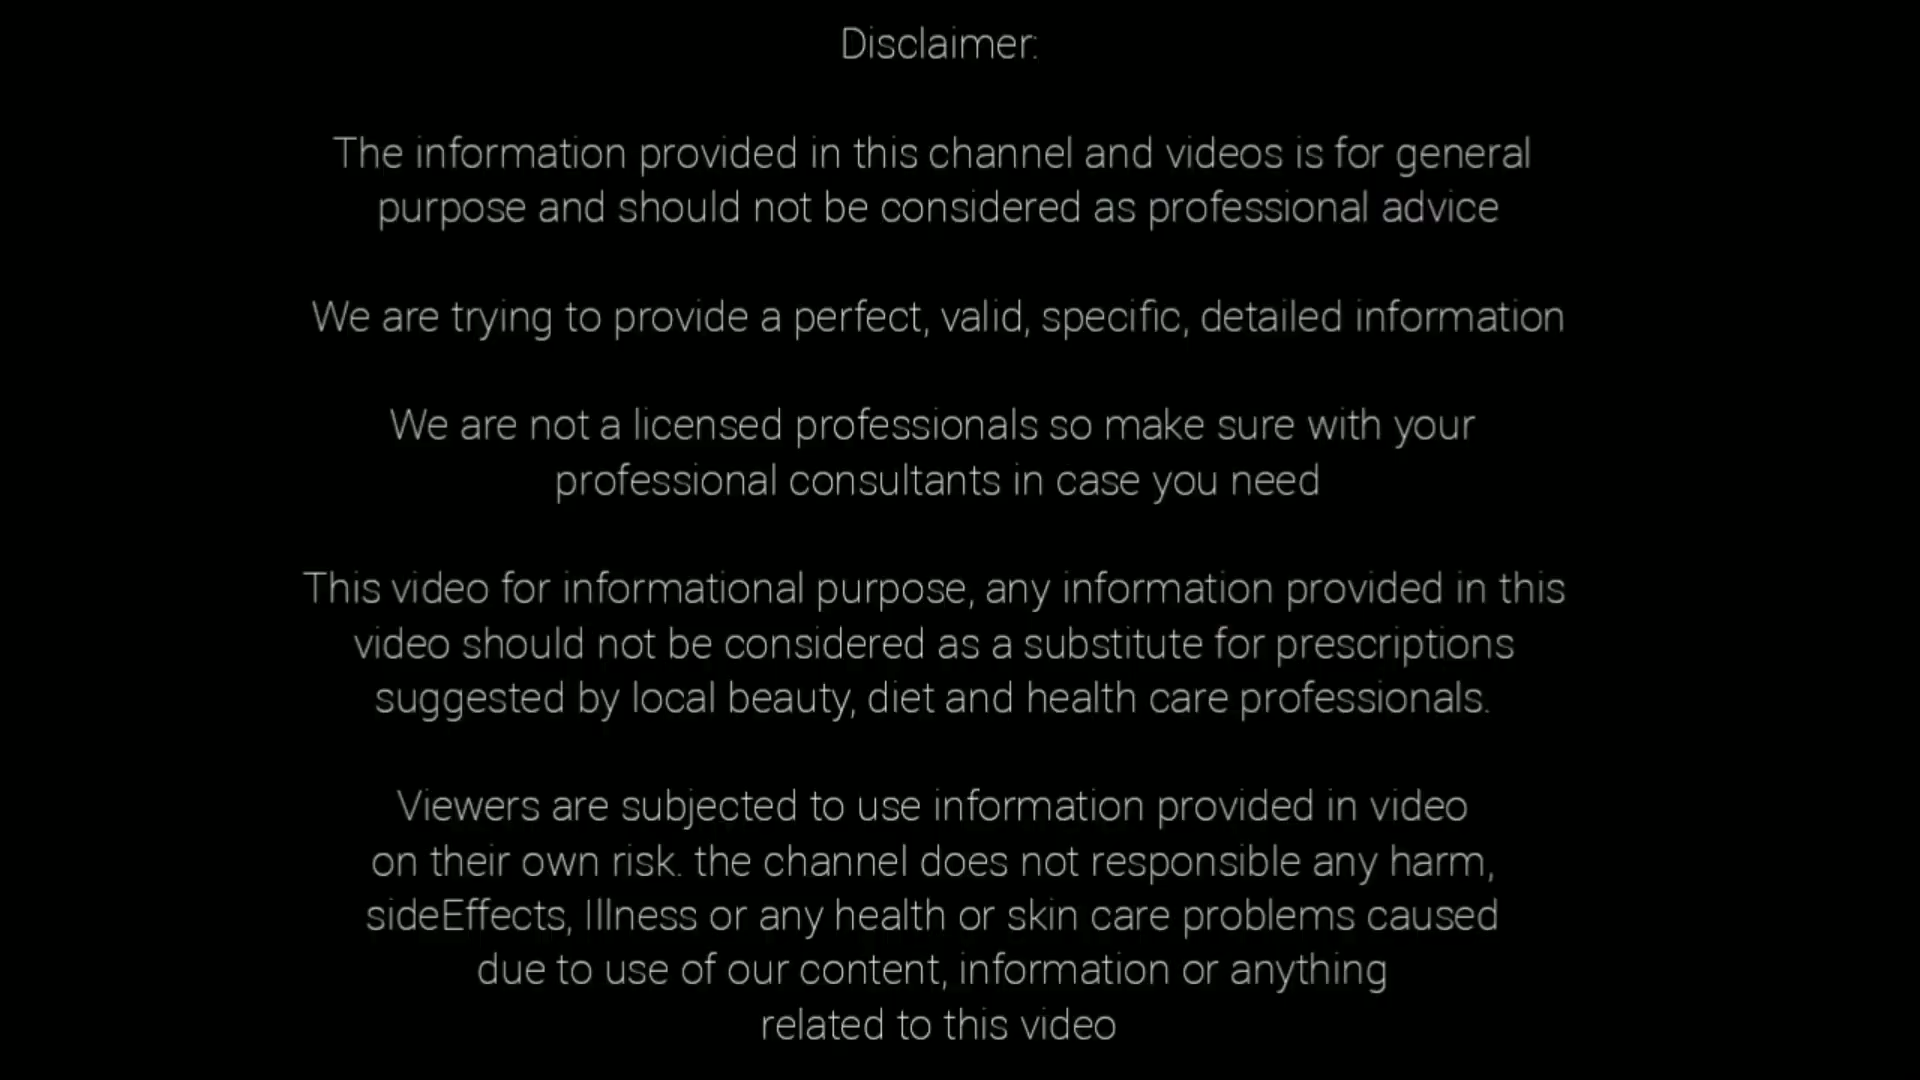 Disclaimer:
The information provided in this channel and videos is for general
purpose and should not be considered as professional advice
We are trying to provide a perfect, valid, specific, detailed information
We are not a licensed professionals so make sure with your
professional consultants in case you need
This video for informational purpose, any information provided in this
video should not be considered as a substitute for prescriptions
suggested by local beauty, diet and health care professionals.
Viewers are subjected to use information provided in video
on their own risk. the channel does not responsible any harm,
sideEffects, Illness or any health or skin care problems caused
due to use of our content, information or anything
related to this video